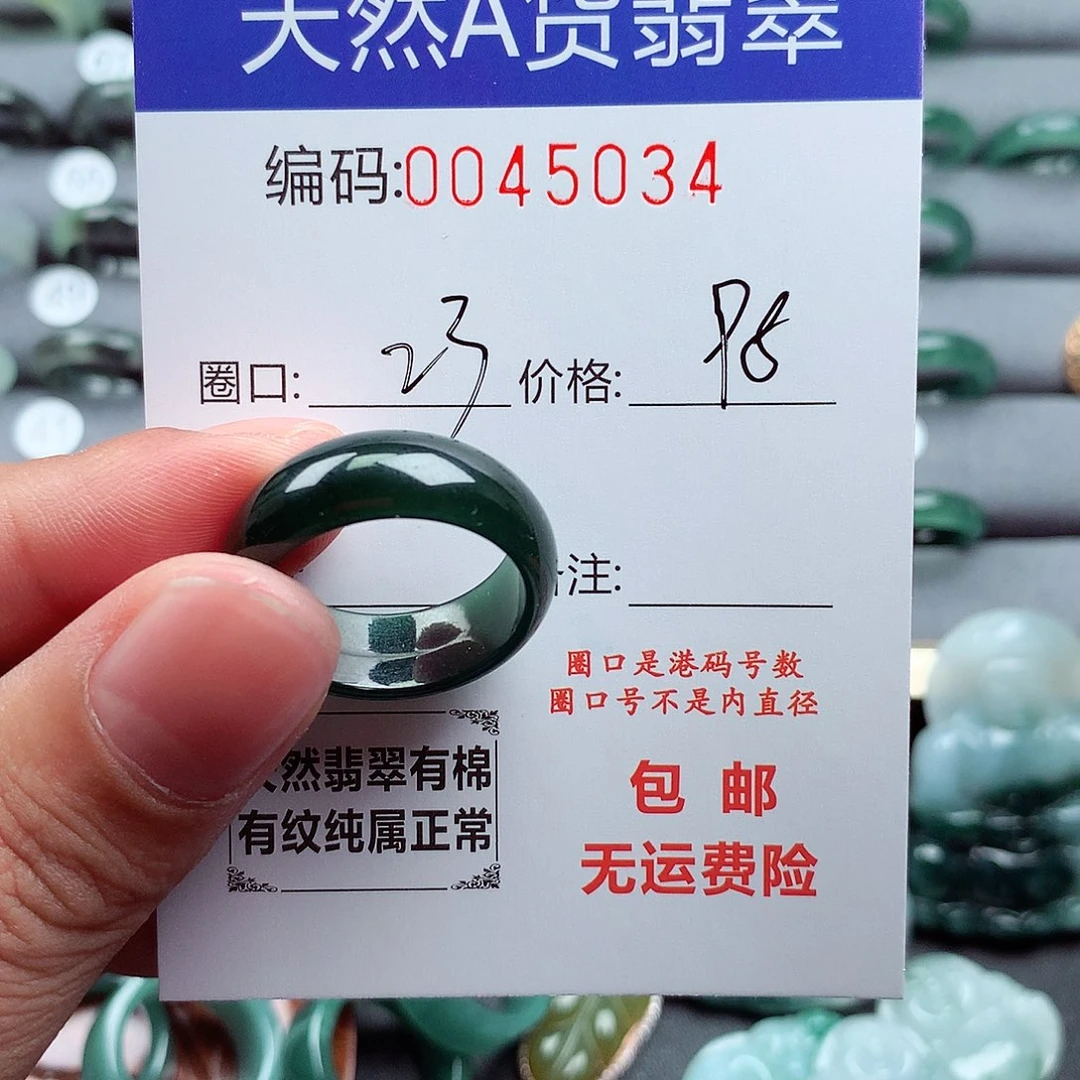 天然A货翡翠
编码:0045034
圈口: 23 价格: 98
注:
圈口是港码号数
圈口号不是内直径
然翡翠有棉
有纹纯属正常
包邮
无运费险